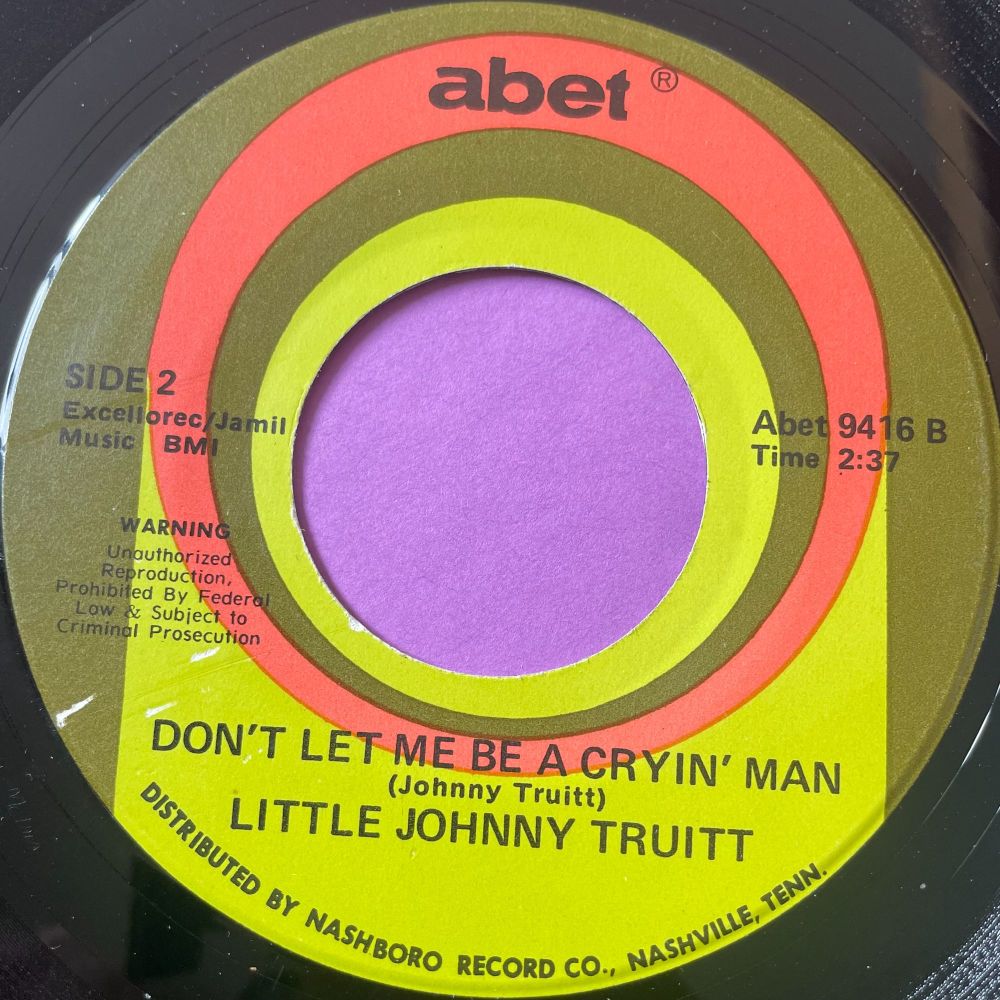 abet ®
SIDE 2
Excellorec/Jamil
Music BMI
Abet 9416 B
Time 2:37
WARNING
Unauthorized
Reproduction,
Prohibited By Federal
Low & Subject to
Criminal Prosecution
DON'T LET ME BE A CRYIN' MAN
(Johnny Truitt)
LITTLE JOHNNY TRUITT
DISTRIBUTED BY NASHBORO RECORD CO., NASHVILLE, TENN.